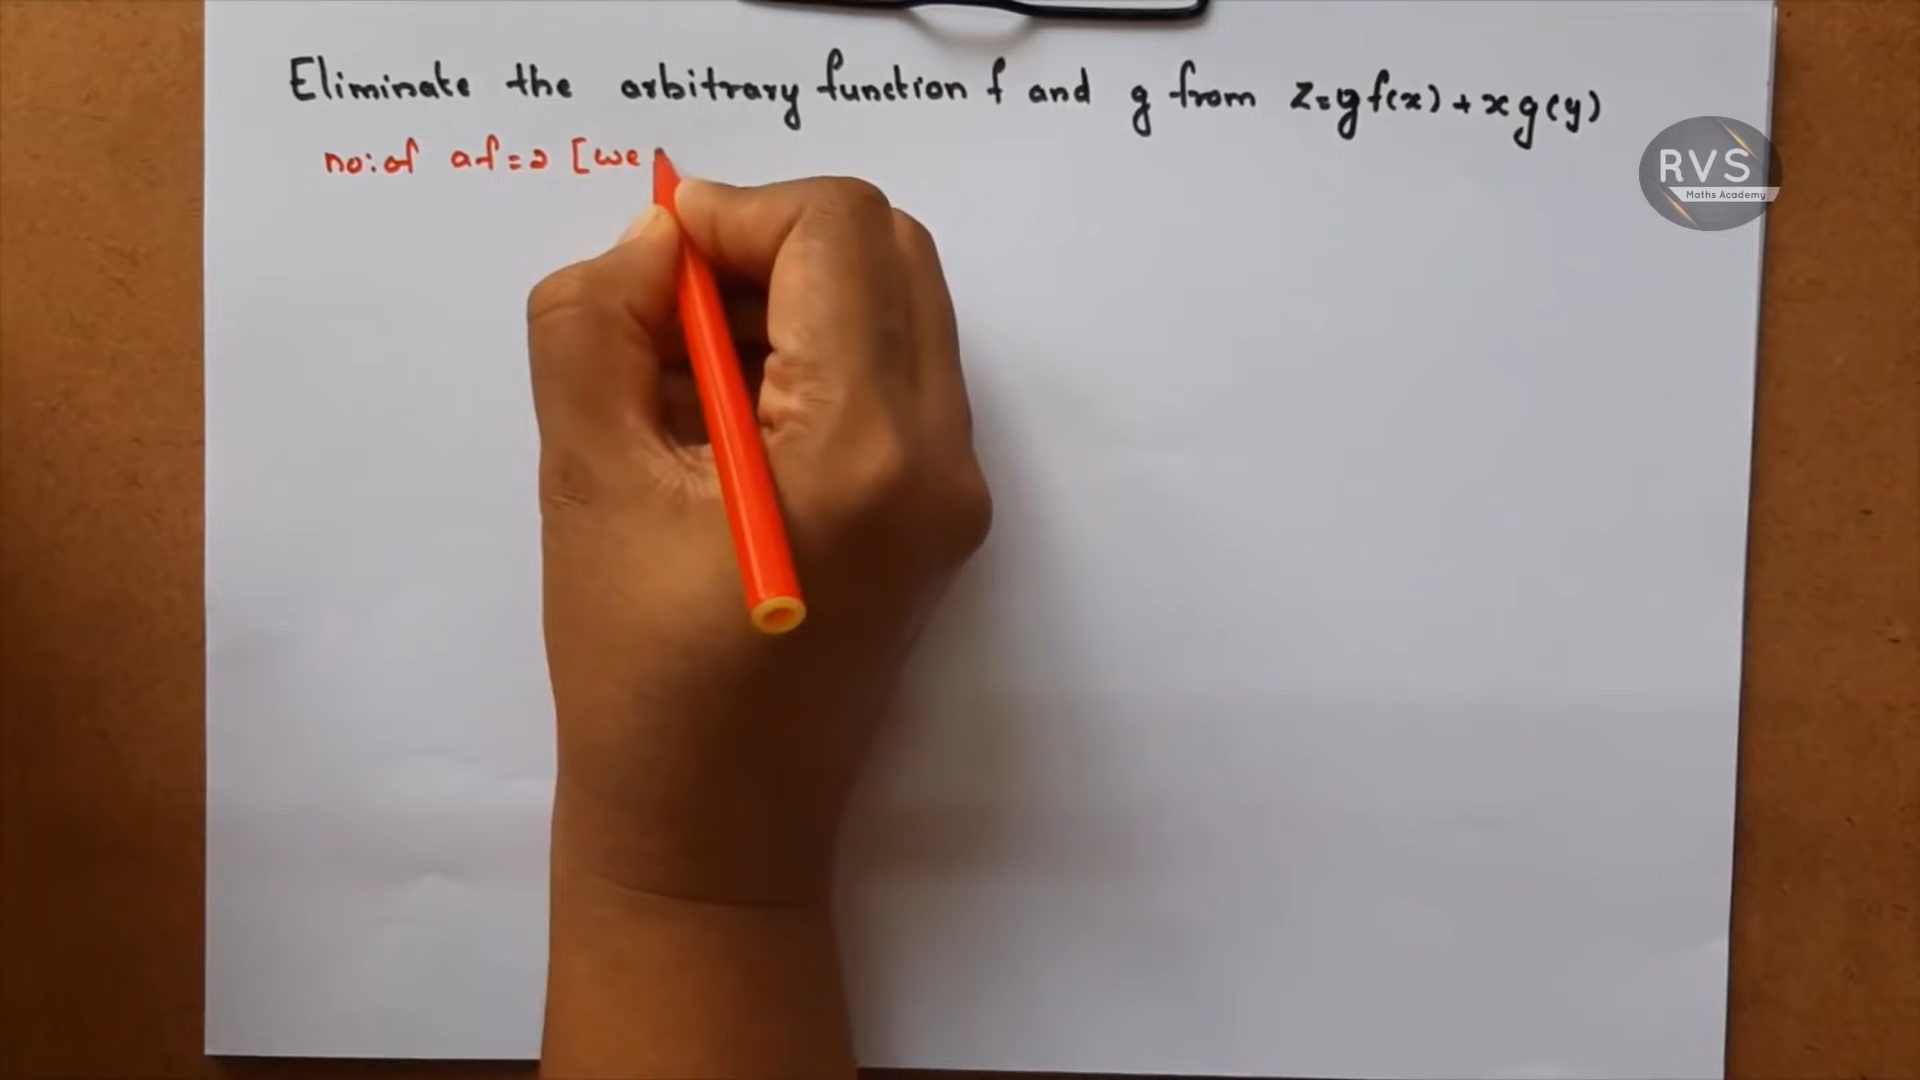 Eliminate the arbitrary function f and g from z=yf(x)+xg(y)
no:of af=2 [we
RVS
Maths Academy